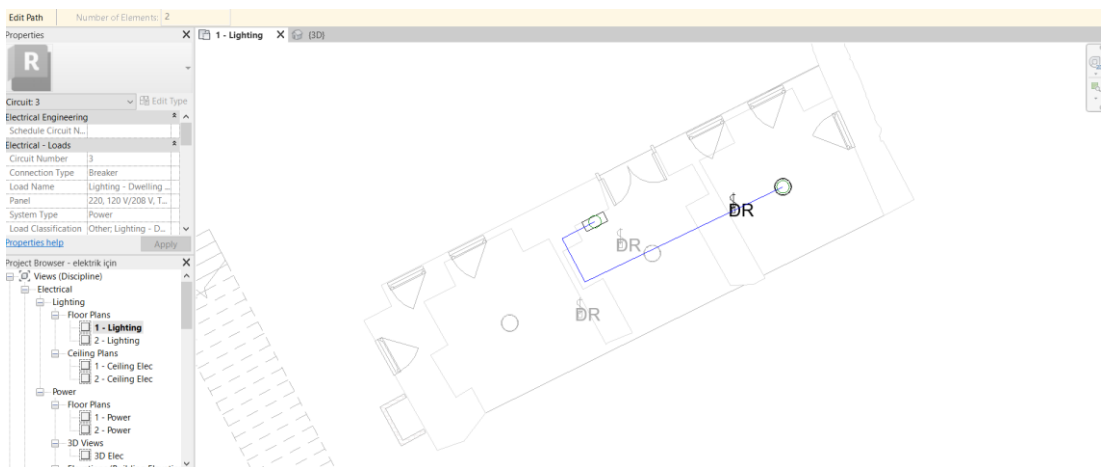 Edit Path Number of Elements: 2
Properties X
1 - Lighting X (3D)
R
Circuit: 3 Edit Type
Electrical Engineering
Schedule Circuit N...
Electrical - Loads
Circuit Number 3
Connection Type Breaker
Load Name Lighting - Dwelling ...
Panel 220, 120 V/208 V, T...
System Type Power
Load Classification Other; Lighting - D...
Properties help Apply
Project Browser - elektrik için X
Views (Discipline)
Electrical
Lighting
Floor Plans
1 - Lighting
2 - Lighting
Ceiling Plans
1 - Ceiling Elec
2 - Ceiling Elec
Power
Floor Plans
1 - Power
2 - Power
3D Views
3D Elec
$
DR
$
DR
$
DR